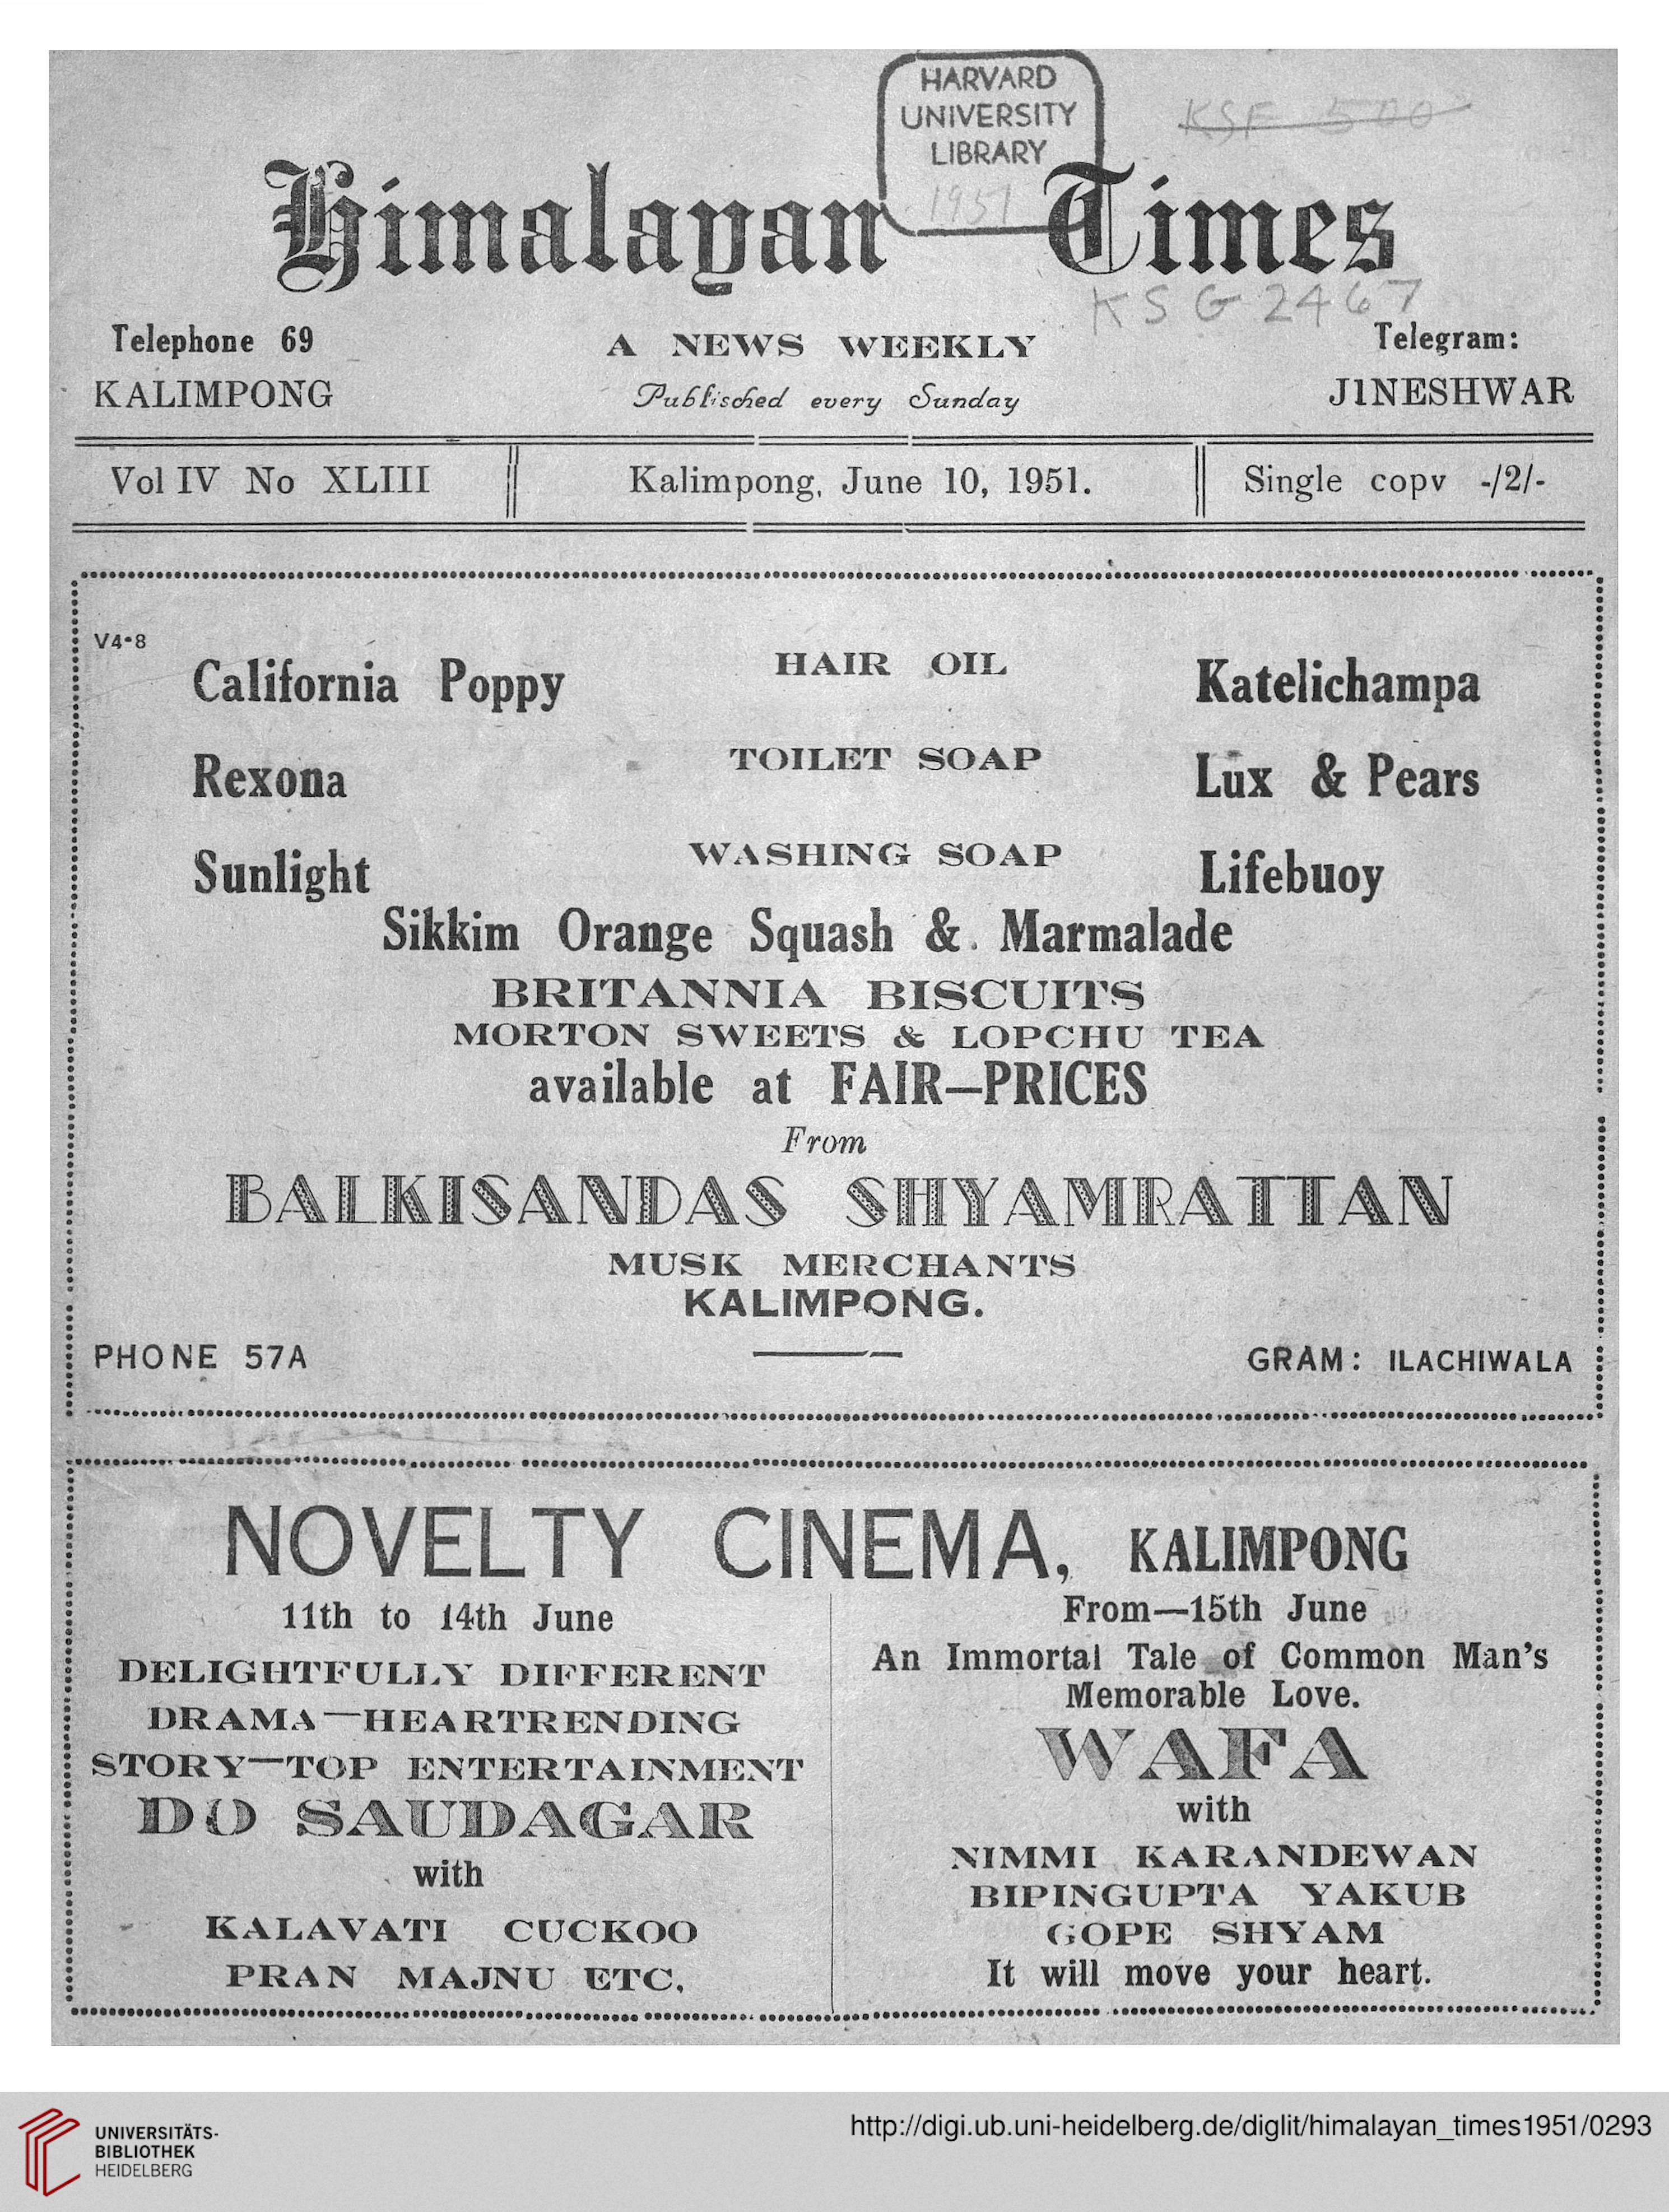 HARVARD
UNIVERSITY
LIBRARY
1951
KSF 500
Himalayan Times
KSG 2467
Telephone 69 A NEWS WEEKLY Telegram:
KALIMPONG Published every Sunday J1NESHWAR
Vol IV No XLIII Kalimpong, June 10, 1951. Single copv -/2/-
V4·8
California Poppy HAIR OIL Katelichampa
Rexona TOILET SOAP Lux & Pears
Sunlight WASHING SOAP Lifebuoy
Sikkim Orange Squash & Marmalade
BRITANNIA BISCUITS
MORTON SWEETS & LOPCHU TEA
available at FAIR—PRICES
From
BALKISANDAS SHYAMRATTAN
MUSK MERCHANTS
KALIMPONG.
PHONE 57A GRAM: ILACHIWALA
NOVELTY CINEMA, KALIMPONG
11th to 14th June
DELIGHTFULLY DIFFERENT
DRAMA—HEARTRENDING
STORY—TOP ENTERTAINMENT
DO SAUDAGAR
with
KALAVATI CUCKOO
PRAN MAJNU ETC,
From—15th June
An Immortal Tale of Common Man's
Memorable Love.
WAFA
with
NIMMI KARANDEWAN
BIPINGUPTA YAKUB
GOPE SHYAM
It will move your heart.
UNIVERSITÄTS-
BIBLIOTHEK
HEIDELBERG
http://digi.ub.uni-heidelberg.de/diglit/himalayan_times1951/0293